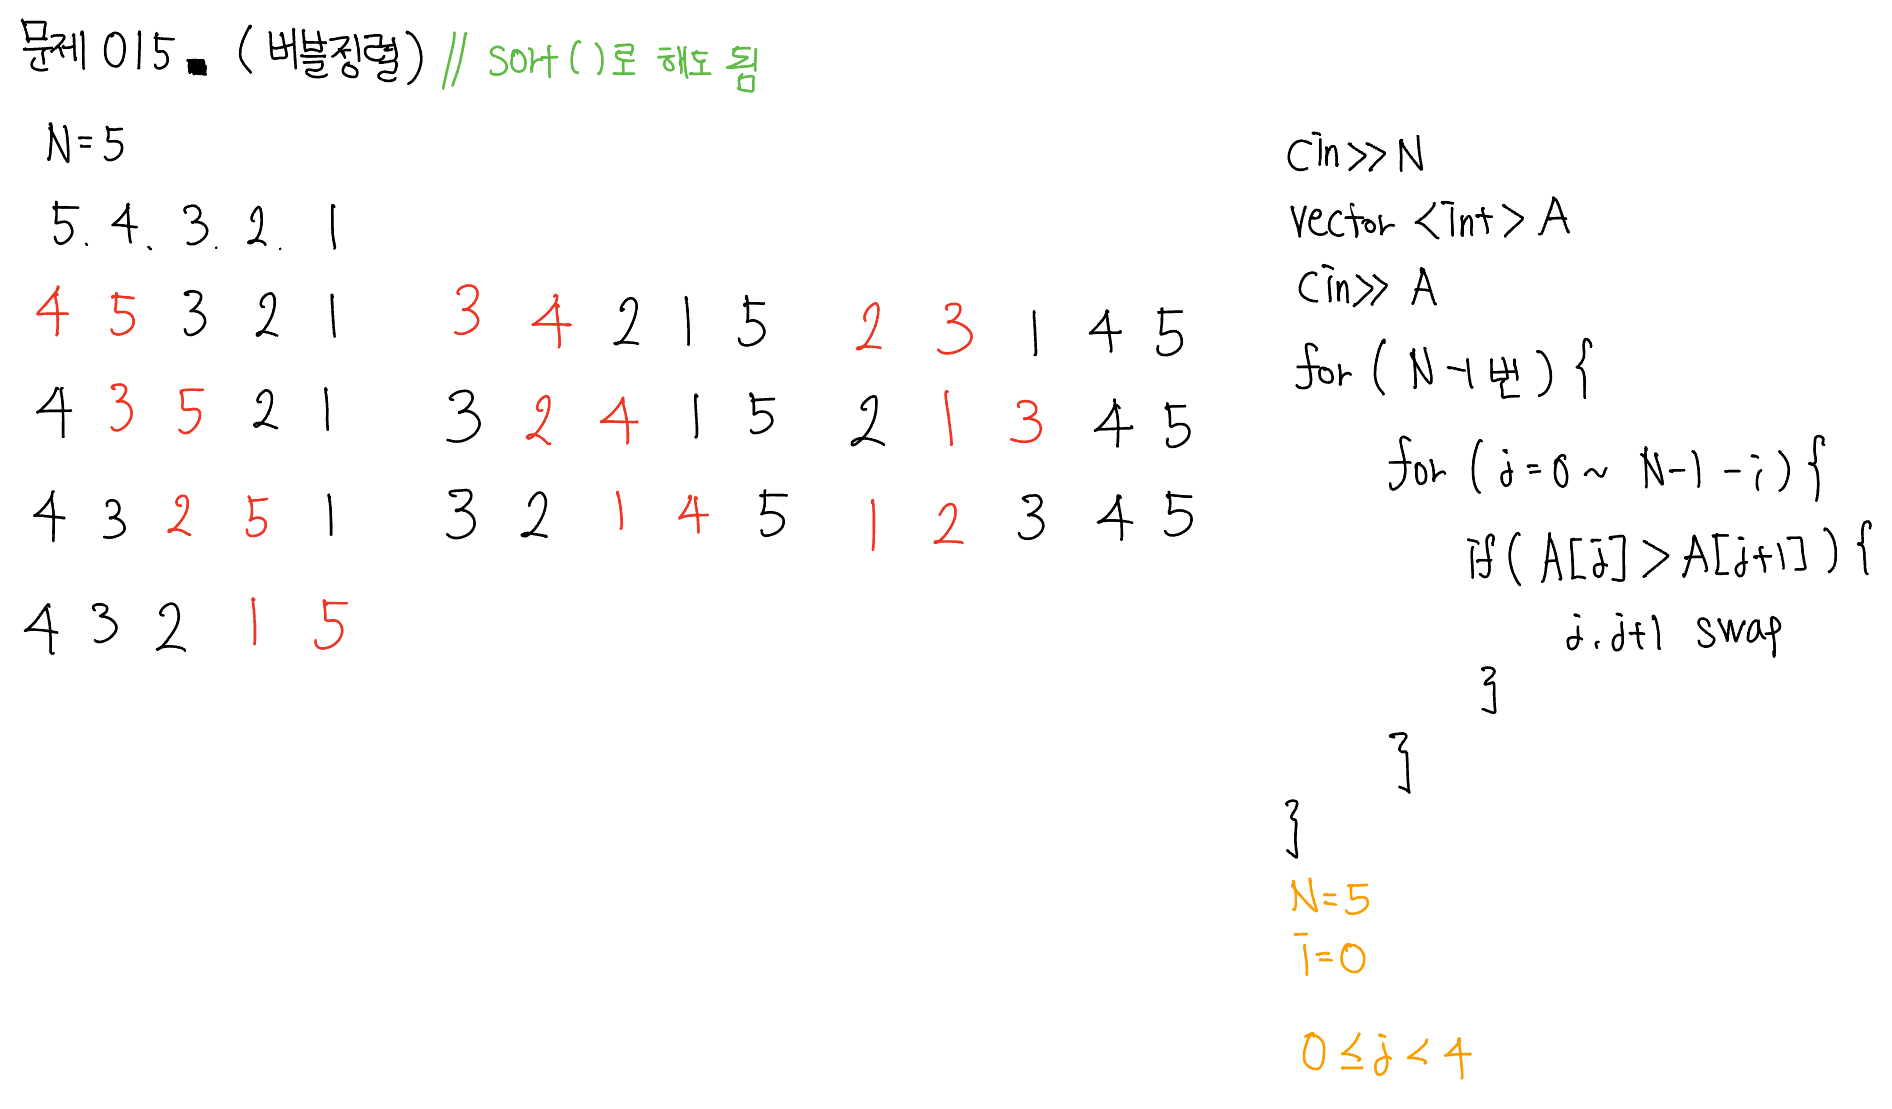 문제 015. (버블정렬) // sort()로 해도 됨
N=5
5. 4. 3. 2. 1
4 5 3 2 1
4 3 5 2 1
4 3 2 5 1
4 3 2 1 5
3 4 2 1 5
3 2 4 1 5
3 2 1 4 5
2 3 1 4 5
2 1 3 4 5
1 2 3 4 5
cin>>N
vector <int> A
cin>> A
for ( N-1번 ) {
for ( j=0 ~ N-1-i ) {
if ( A[j] > A[j+1] ) {
j. j+1 swap
}
}
}
N=5
i=0
0 ≤ j < 4